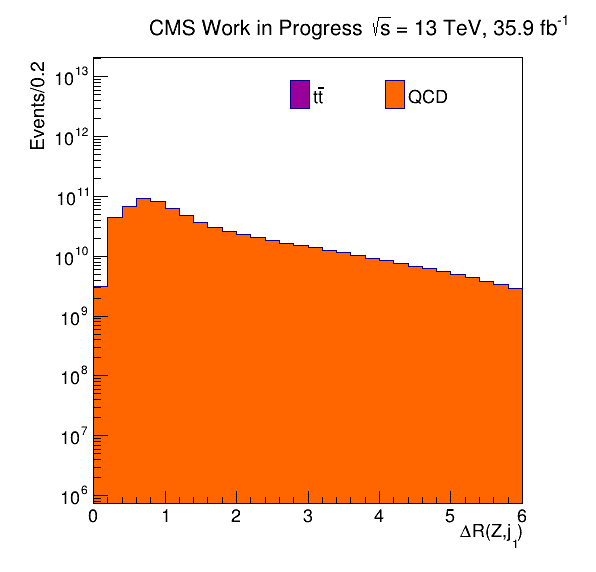 CMS Work in Progress √s = 13 TeV, 35.9 fb⁻¹
Events/0.2
tt̄ QCD
10¹³
10¹²
10¹¹
10¹⁰
10⁹
10⁸
10⁷
10⁶
0 1 2 3 4 5 6
ΔR(Z,j₁)